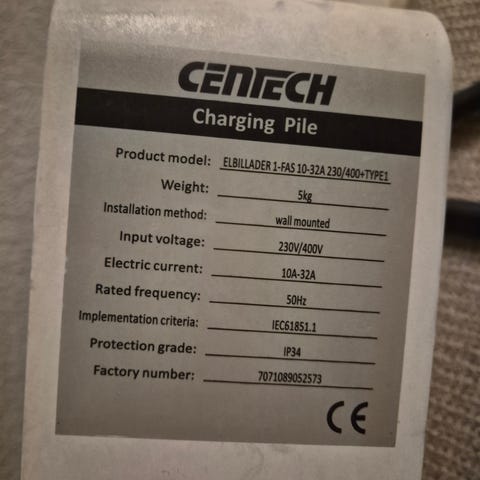 CENTECH
Charging Pile
Product model: ELBILLADER 1-FAS 10-32A 230/400+TYPE1
Weight: 5kg
Installation method: wall mounted
Input voltage: 230V/400V
Electric current: 10A-32A
Rated frequency: 50Hz
Implementation criteria: IEC61851.1
Protection grade: IP34
Factory number: 7071089052573
CE